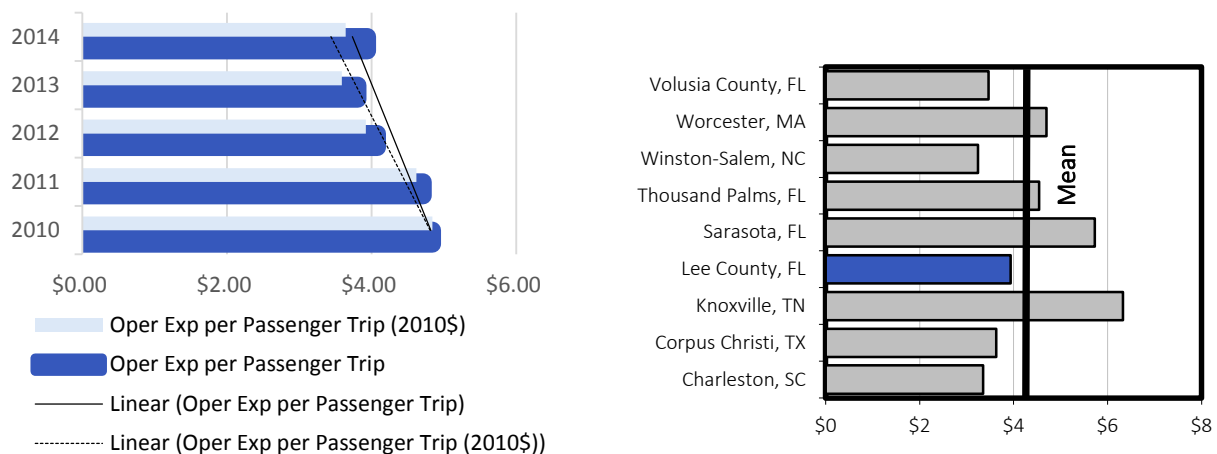 2014
2013
2012
2011
2010
$0.00 $2.00 $4.00 $6.00
Oper Exp per Passenger Trip (2010$)
Oper Exp per Passenger Trip
Linear (Oper Exp per Passenger Trip)
Linear (Oper Exp per Passenger Trip (2010$))
Volusia County, FL
Worcester, MA
Winston-Salem, NC
Thousand Palms, FL
Sarasota, FL
Lee County, FL
Knoxville, TN
Corpus Christi, TX
Charleston, SC
Mean
$0 $2 $4 $6 $8